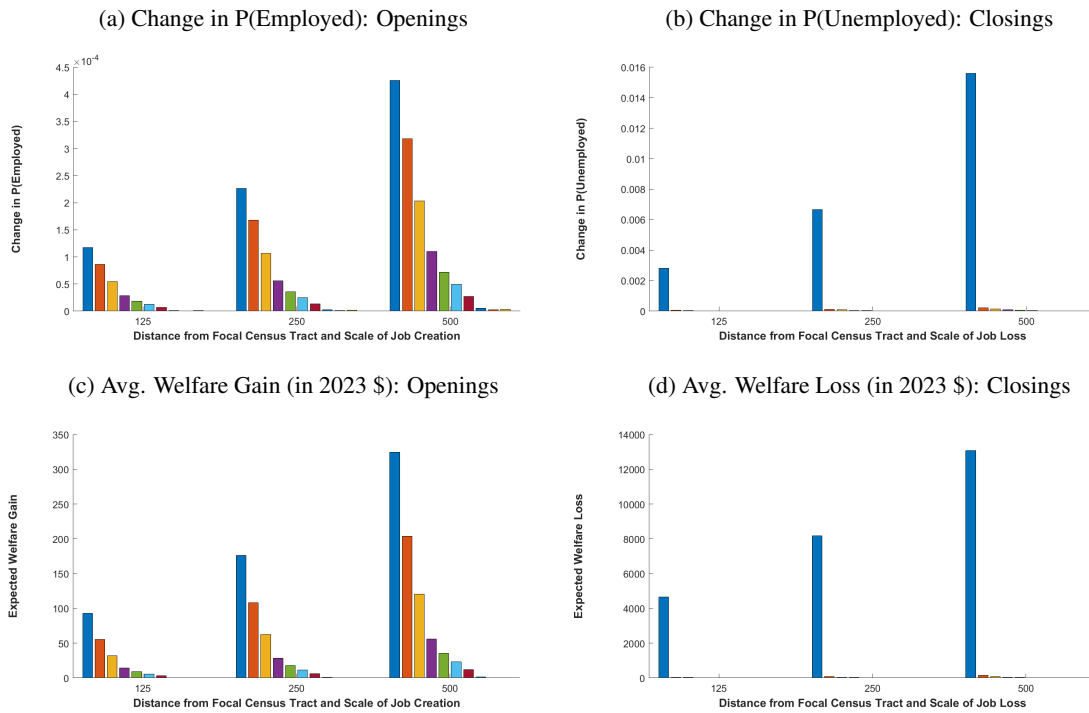 (a) Change in P(Employed): Openings
×10⁻⁴
4.5
4
3.5
3
2.5
2
1.5
1
0.5
0
Change in P(Employed)
125 250 500
Distance from Focal Census Tract and Scale of Job Creation
(b) Change in P(Unemployed): Closings
0.016
0.014
0.012
0.01
0.008
0.006
0.004
0.002
0
Change in P(Unemployed)
125 250 500
Distance from Focal Census Tract and Scale of Job Loss
(c) Avg. Welfare Gain (in 2023 $): Openings
350
300
250
200
150
100
50
0
Expected Welfare Gain
125 250 500
Distance from Focal Census Tract and Scale of Job Creation
(d) Avg. Welfare Loss (in 2023 $): Closings
14000
12000
10000
8000
6000
4000
2000
0
Expected Welfare Loss
125 250 500
Distance from Focal Census Tract and Scale of Job Loss